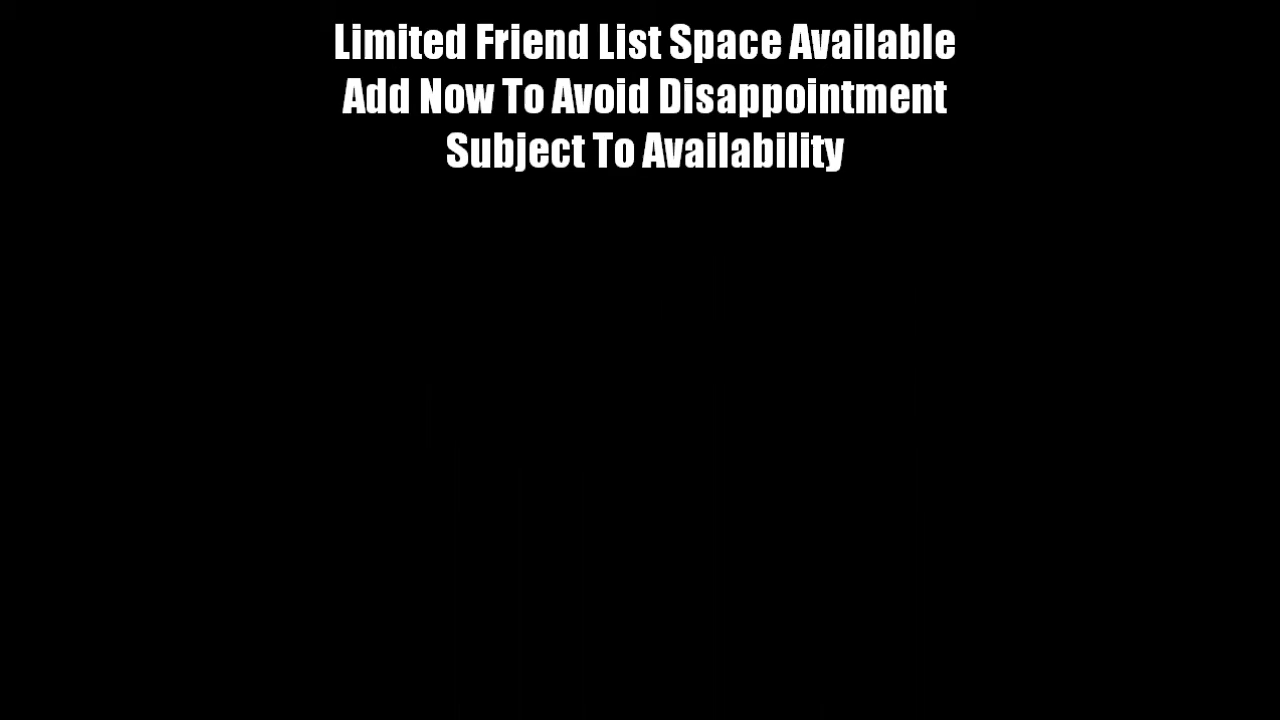 Limited Friend List Space Available
Add Now To Avoid Disappointment
Subject To Availability